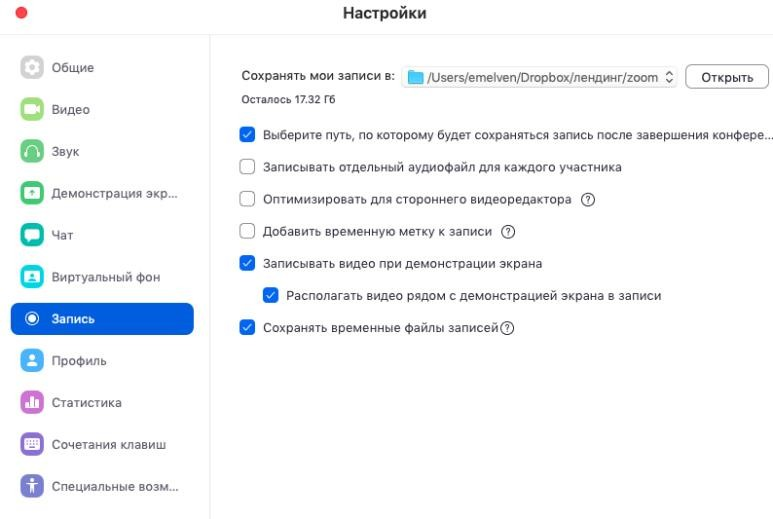 Настройки
Общие
Видео
Звук
Демонстрация экр...
Чат
Виртуальный фон
Запись
Профиль
Статистика
Сочетания клавиш
Специальные возм...
Сохранять мои записи в: /Users/emelven/Dropbox/лендинг/zoom Открыть
Осталось 17.32 Гб
Выберите путь, по которому будет сохраняться запись после завершения конфере...
Записывать отдельный аудиофайл для каждого участника
Оптимизировать для стороннего видеоредактора ?
Добавить временную метку к записи ?
Записывать видео при демонстрации экрана
Располагать видео рядом с демонстрацией экрана в записи
Сохранять временные файлы записей ?